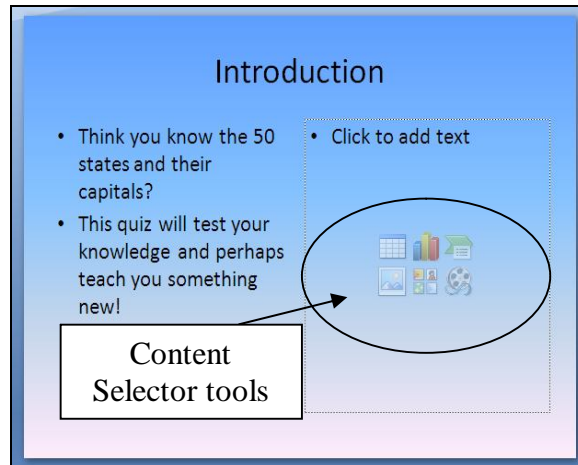 Introduction
• Think you know the 50
states and their
capitals?
• This quiz will test your
knowledge and perhaps
teach you something
new!
• Click to add text
Content
Selector tools